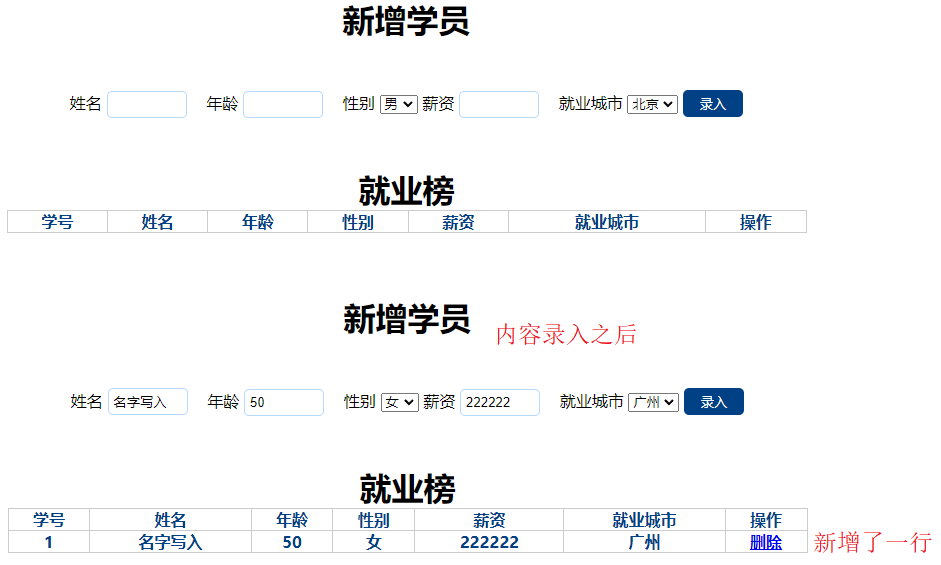 新增学员
姓名 年龄 性别 男 薪资 就业城市 北京 录入
就业榜
学号 姓名 年龄 性别 薪资 就业城市 操作
新增学员
内容录入之后
姓名 名字写入 年龄 50 性别 女 薪资 222222 就业城市 广州 录入
就业榜
学号 姓名 年龄 性别 薪资 就业城市 操作
1 名字写入 50 女 222222 广州 删除 新增了一行